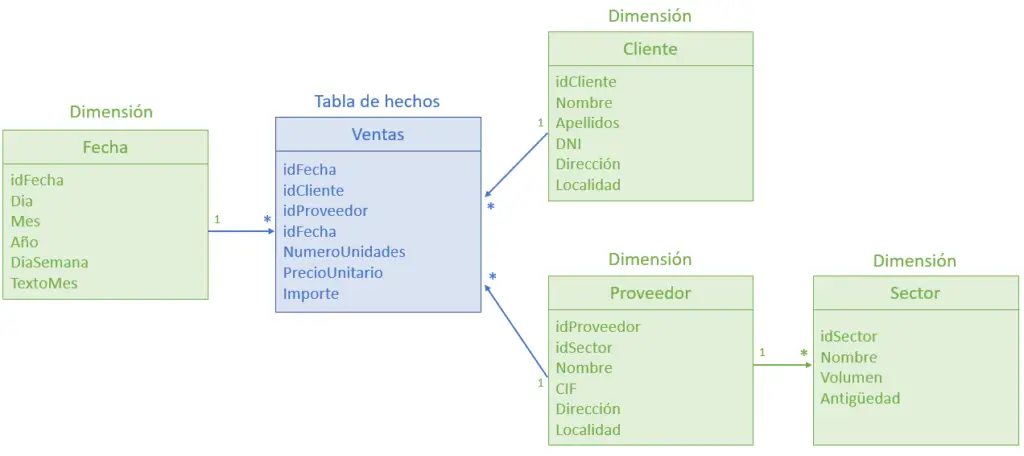 Dimensión
Fecha
idFecha
Dia
Mes
Año
DiaSemana
TextoMes
1
*
Tabla de hechos
Ventas
idFecha
idCliente
idProveedor
idFecha
NumeroUnidades
PrecioUnitario
Importe
Dimensión
Cliente
idCliente
Nombre
Apellidos
DNI
Dirección
Localidad
1
*
Dimensión
Proveedor
idProveedor
idSector
Nombre
CIF
Dirección
Localidad
*
1
1
*
Dimensión
Sector
idSector
Nombre
Volumen
Antigüedad